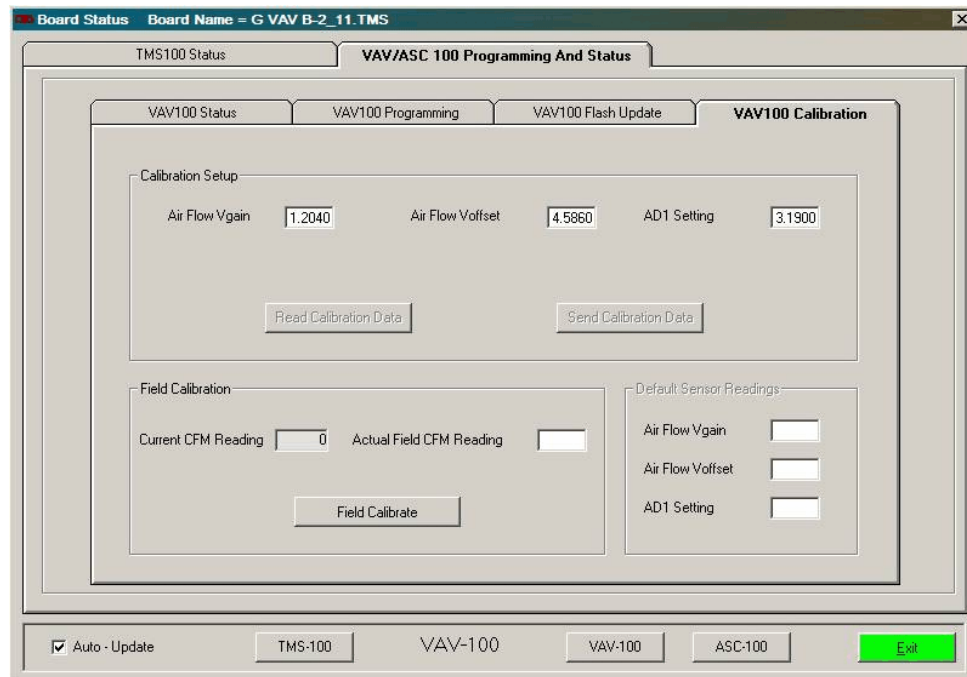 Board Status Board Name = G VAV B-2_11.TMS
TMS100 Status VAV/ASC 100 Programming And Status
VAV100 Status VAV100 Programming VAV100 Flash Update VAV100 Calibration
Calibration Setup
Air Flow Vgain 1.2040 Air Flow Voffset 4.5860 AD1 Setting 3.1900
Read Calibration Data Send Calibration Data
Field Calibration Default Sensor Readings
Current CFM Reading 0 Actual Field CFM Reading Air Flow Vgain
Air Flow Voffset
Field Calibrate AD1 Setting
Auto - Update TMS-100 VAV-100 VAV-100 ASC-100 Exit